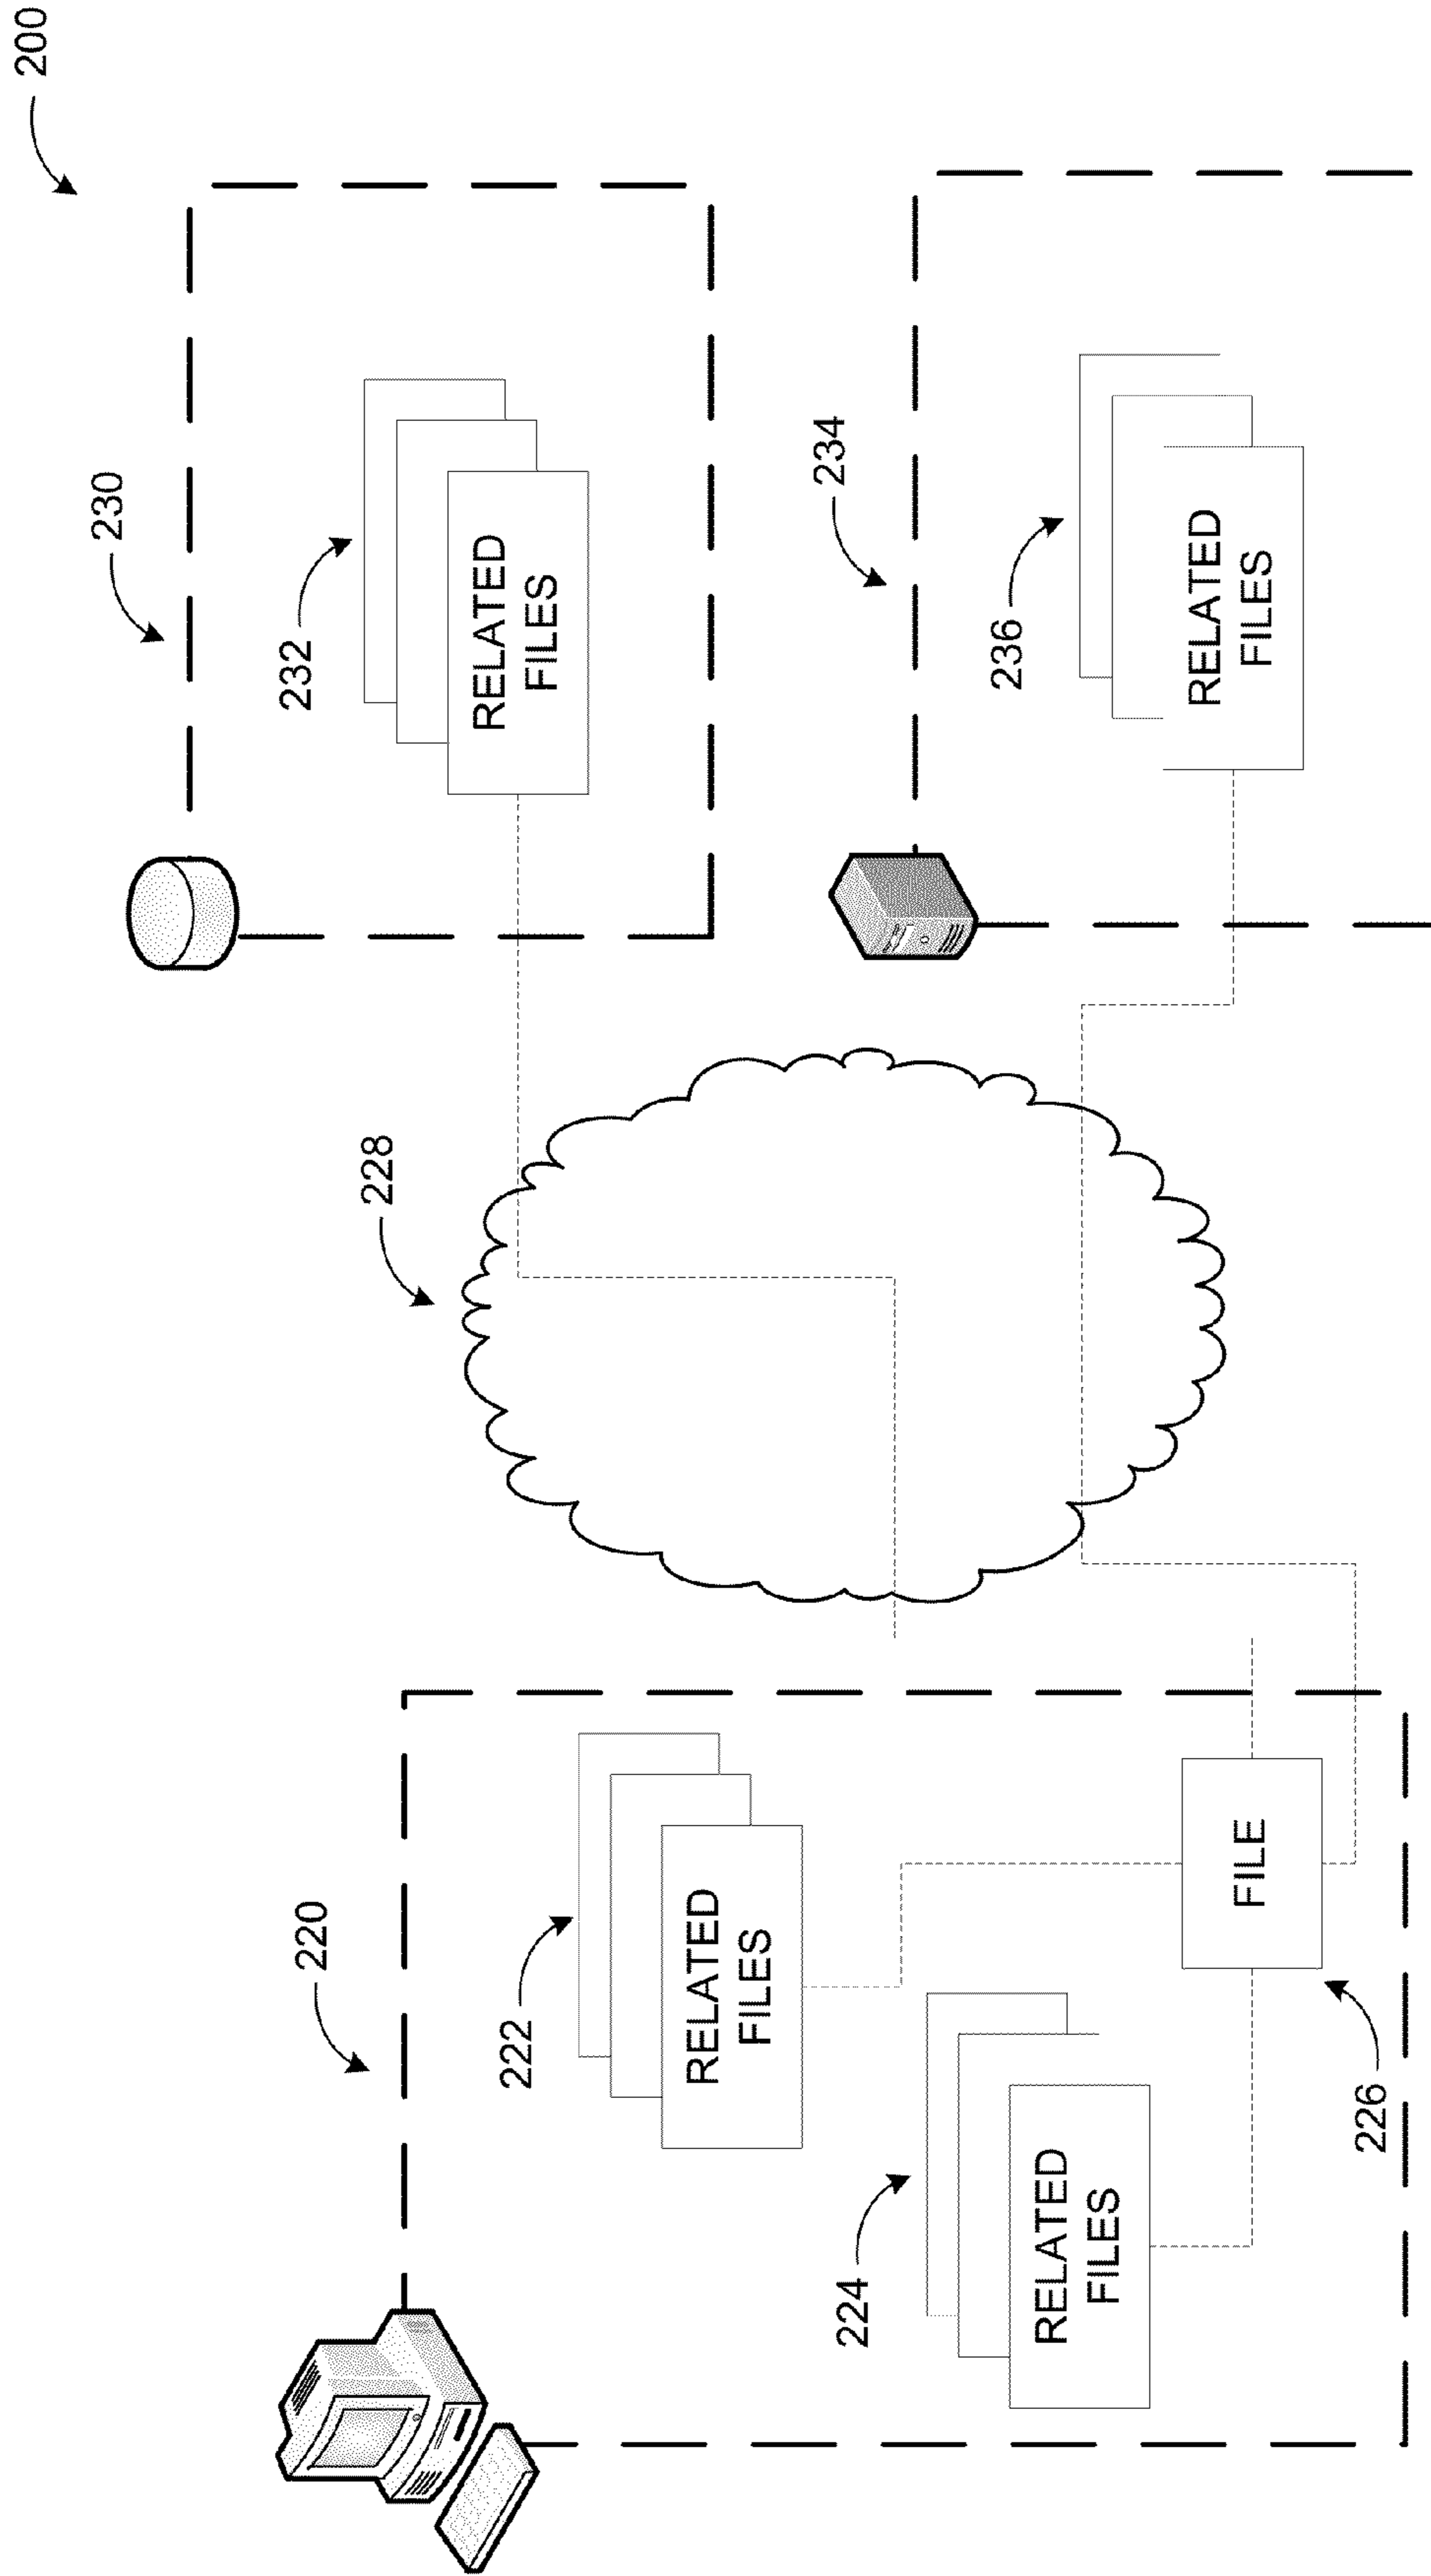 200
220
222
RELATED
FILES
224
RELATED
FILES
FILE
226
228
230
232
RELATED
FILES
234
236
RELATED
FILES